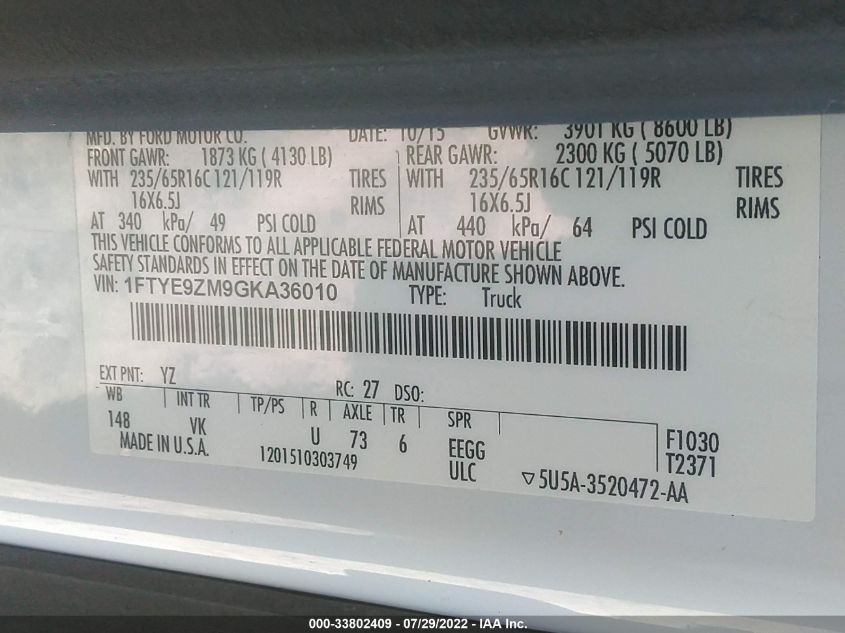 MFD. BY FORD MOTOR CO. DATE: 10/15 GVWR: 3901 KG ( 8600 LB)
FRONT GAWR: 1873 KG ( 4130 LB) REAR GAWR: 2300 KG ( 5070 LB)
WITH 235/65R16C 121/119R TIRES WITH 235/65R16C 121/119R TIRES
16X6.5J RIMS 16X6.5J RIMS
AT 340 kPa/ 49 PSI COLD AT 440 kPa/ 64 PSI COLD
THIS VEHICLE CONFORMS TO ALL APPLICABLE FEDERAL MOTOR VEHICLE
SAFETY STANDARDS IN EFFECT ON THE DATE OF MANUFACTURE SHOWN ABOVE.
VIN: 1FTYE9ZM9GKA36010 TYPE: Truck
EXT PNT: YZ RC: 27 DSO:
WB INT TR TP/PS R AXLE TR SPR
148 VK U 73 6 EEGG F1030
MADE IN U.S.A. 1201510303749 ULC T2371
▽5U5A-3520472-AA
000-33802409 - 07/29/2022 - IAA Inc.